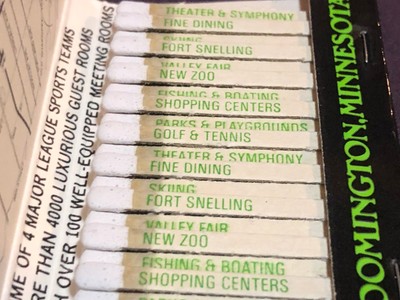 THEATER & SYMPHONY
FINE DINING
SKIING
FORT SNELLING
VALLEY FAIR
NEW ZOO
FISHING & BOATING
SHOPPING CENTERS
PARKS & PLAYGROUNDS
GOLF & TENNIS
THEATER & SYMPHONY
FINE DINING
SKIING
FORT SNELLING
VALLEY FAIR
NEW ZOO
FISHING & BOATING
SHOPPING CENTERS
ME OF 4 MAJOR LEAGUE SPORTS TEAMS
RE THAN 4000 LUXURIOUS GUEST ROOMS
H OVER 100 WELL-EQUIPPED MEETING ROOMS
OOMINGTON, MINNESOTA